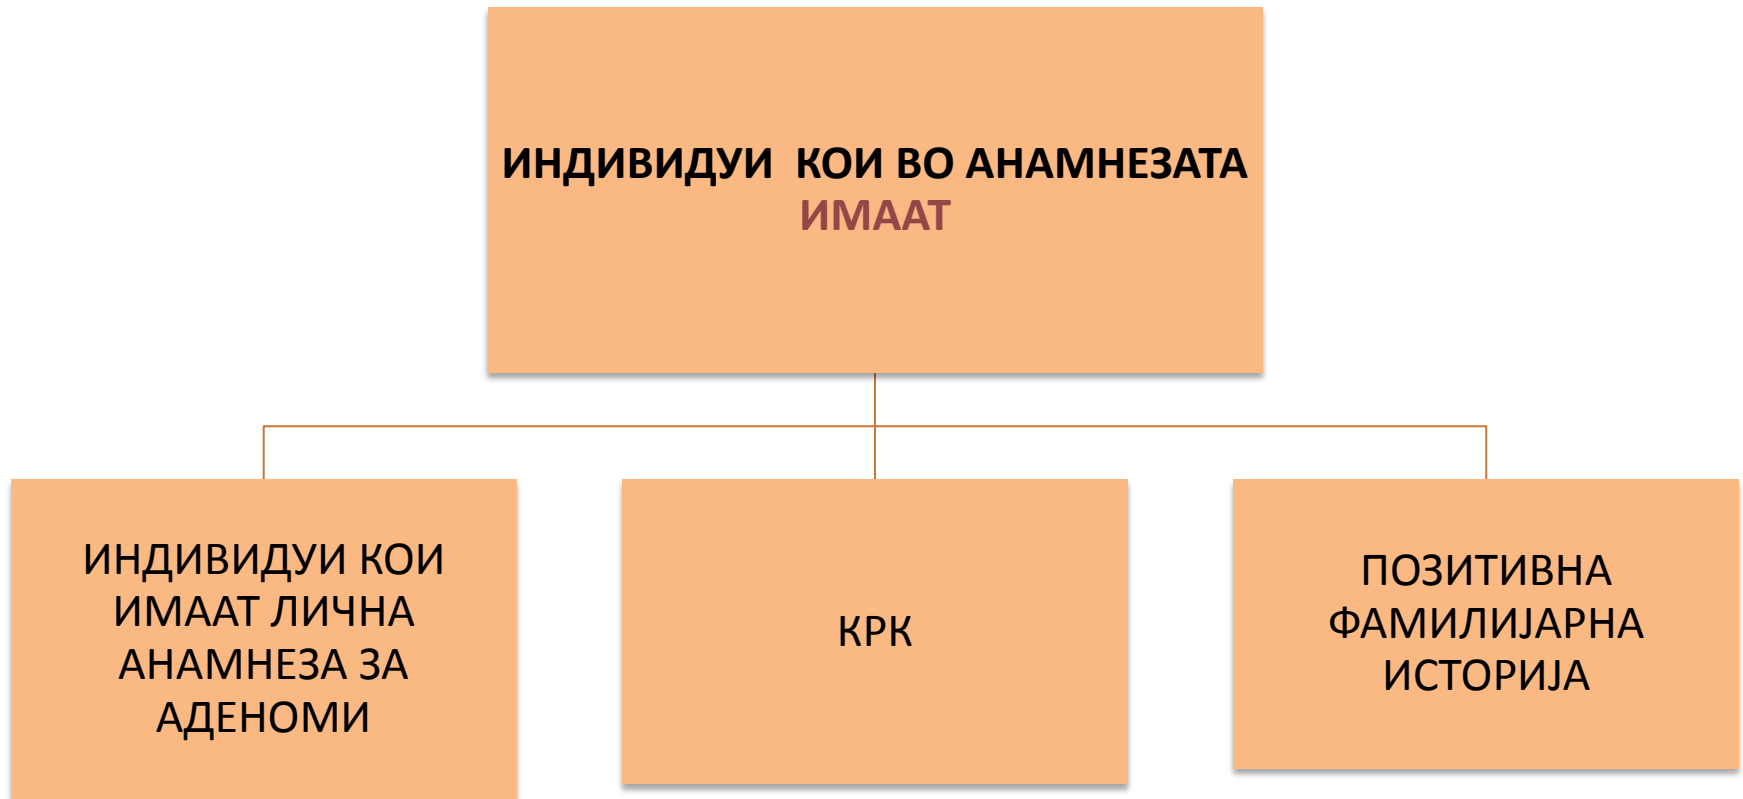 ИНДИВИДУИ КОИ ВО АНАМНЕЗАТА
ИМААТ
ИНДИВИДУИ КОИ
ИМААТ ЛИЧНА
АНАМНЕЗА ЗА
АДЕНОМИ
КРК
ПОЗИТИВНА
ФАМИЛИЈАРНА
ИСТОРИЈА